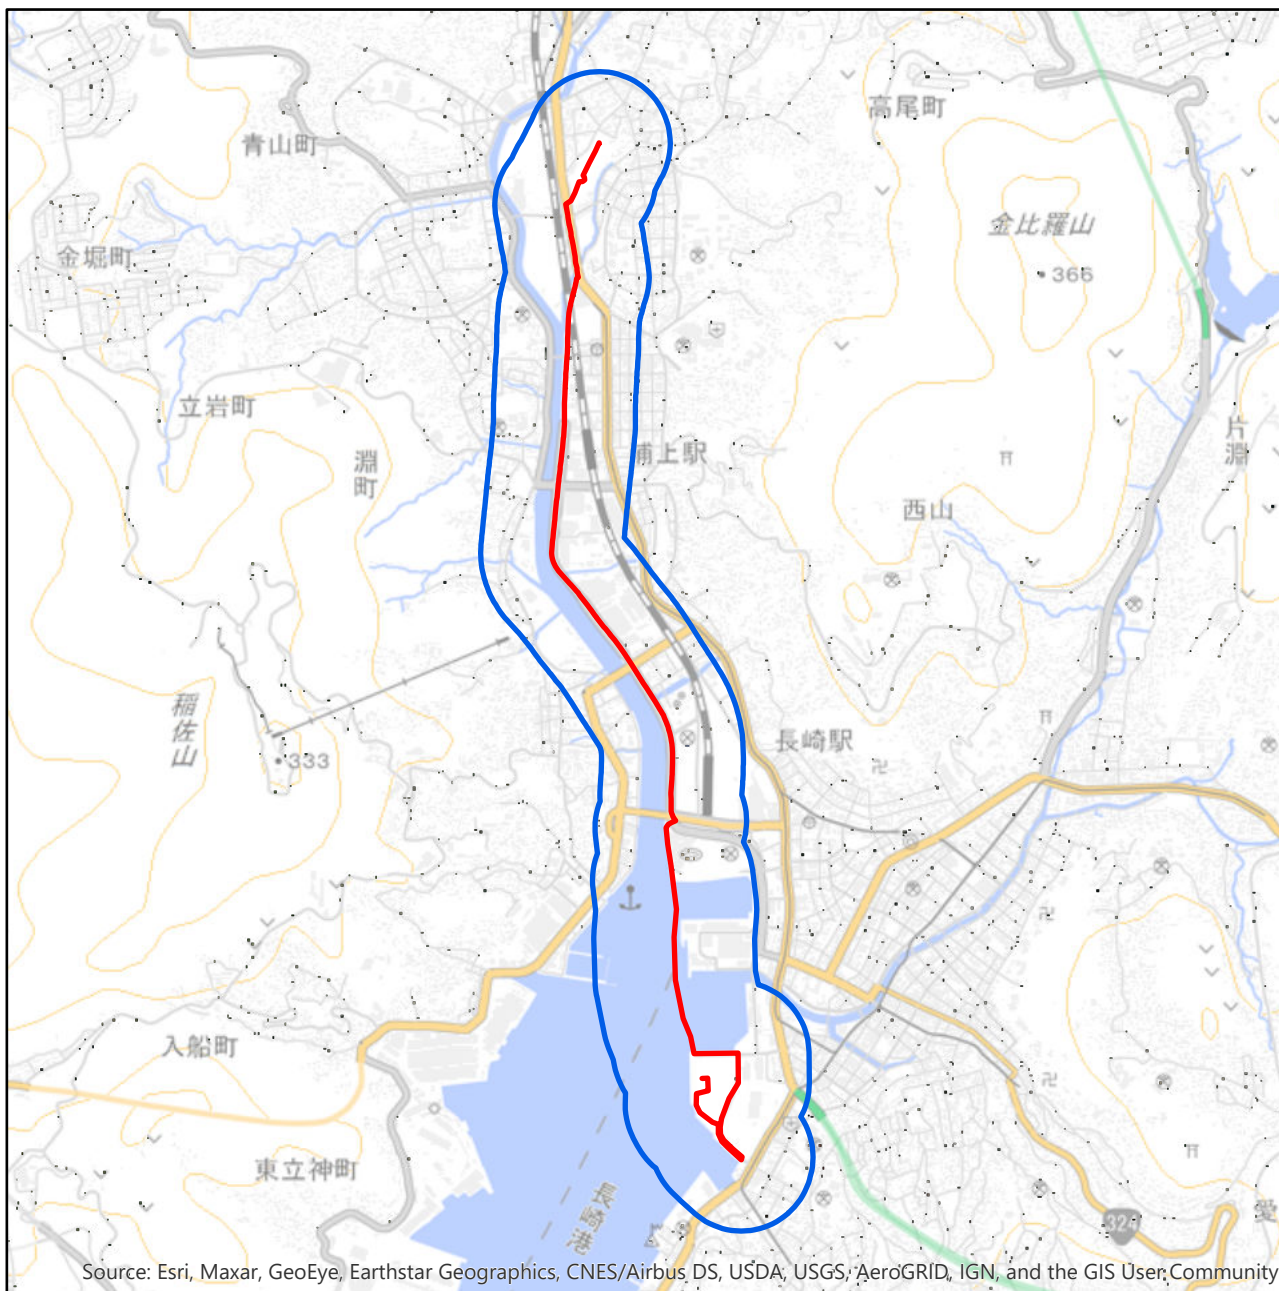 高尾町
青山町
金比羅山
金堀町
366
立岩町
片淵
淵町
浦上駅
西山
稲佐山
長崎駅
333
入船町
東立神町
長崎港
愛
Source: Esri, Maxar, GeoEye, Earthstar Geographics, CNES/Airbus DS, USDA, USGS, AeroGRID, IGN, and the GIS User Community